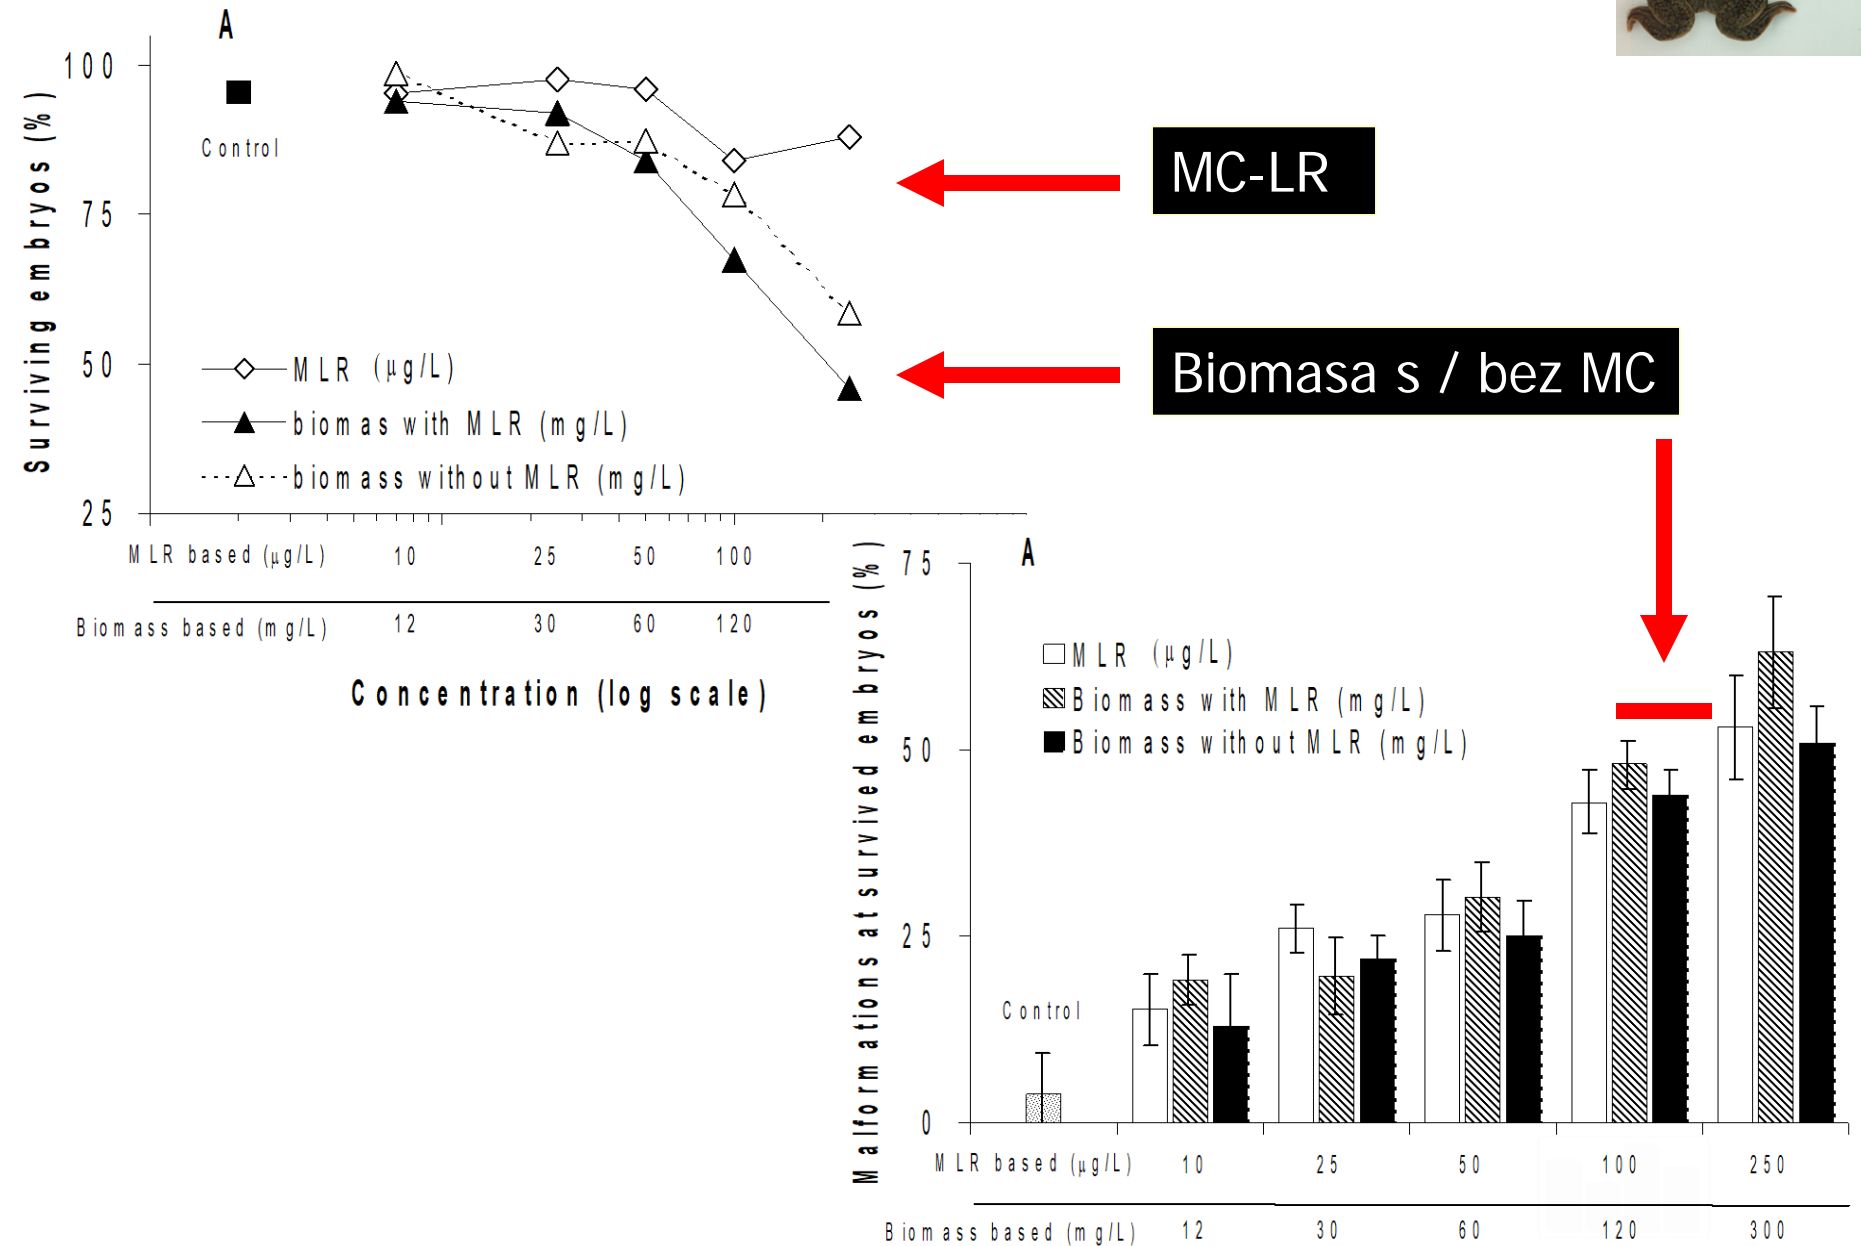 A
100
75
50
25
Surviving embryos (%)
Control
MLR (µg/L)
biomas with MLR (mg/L)
biomass without MLR (mg/L)
MLR based (µg/L) 10 25 50 100
Biomass based (mg/L) 12 30 60 120
Concentration (log scale)
MC-LR
Biomasa s / bez MC
A
75
50
25
0
Malformations at survived embryos (%)
MLR (µg/L)
Biomass with MLR (mg/L)
Biomass without MLR (mg/L)
Control
MLR based (µg/L) 10 25 50 100 250
Biomass based (mg/L) 12 30 60 120 300